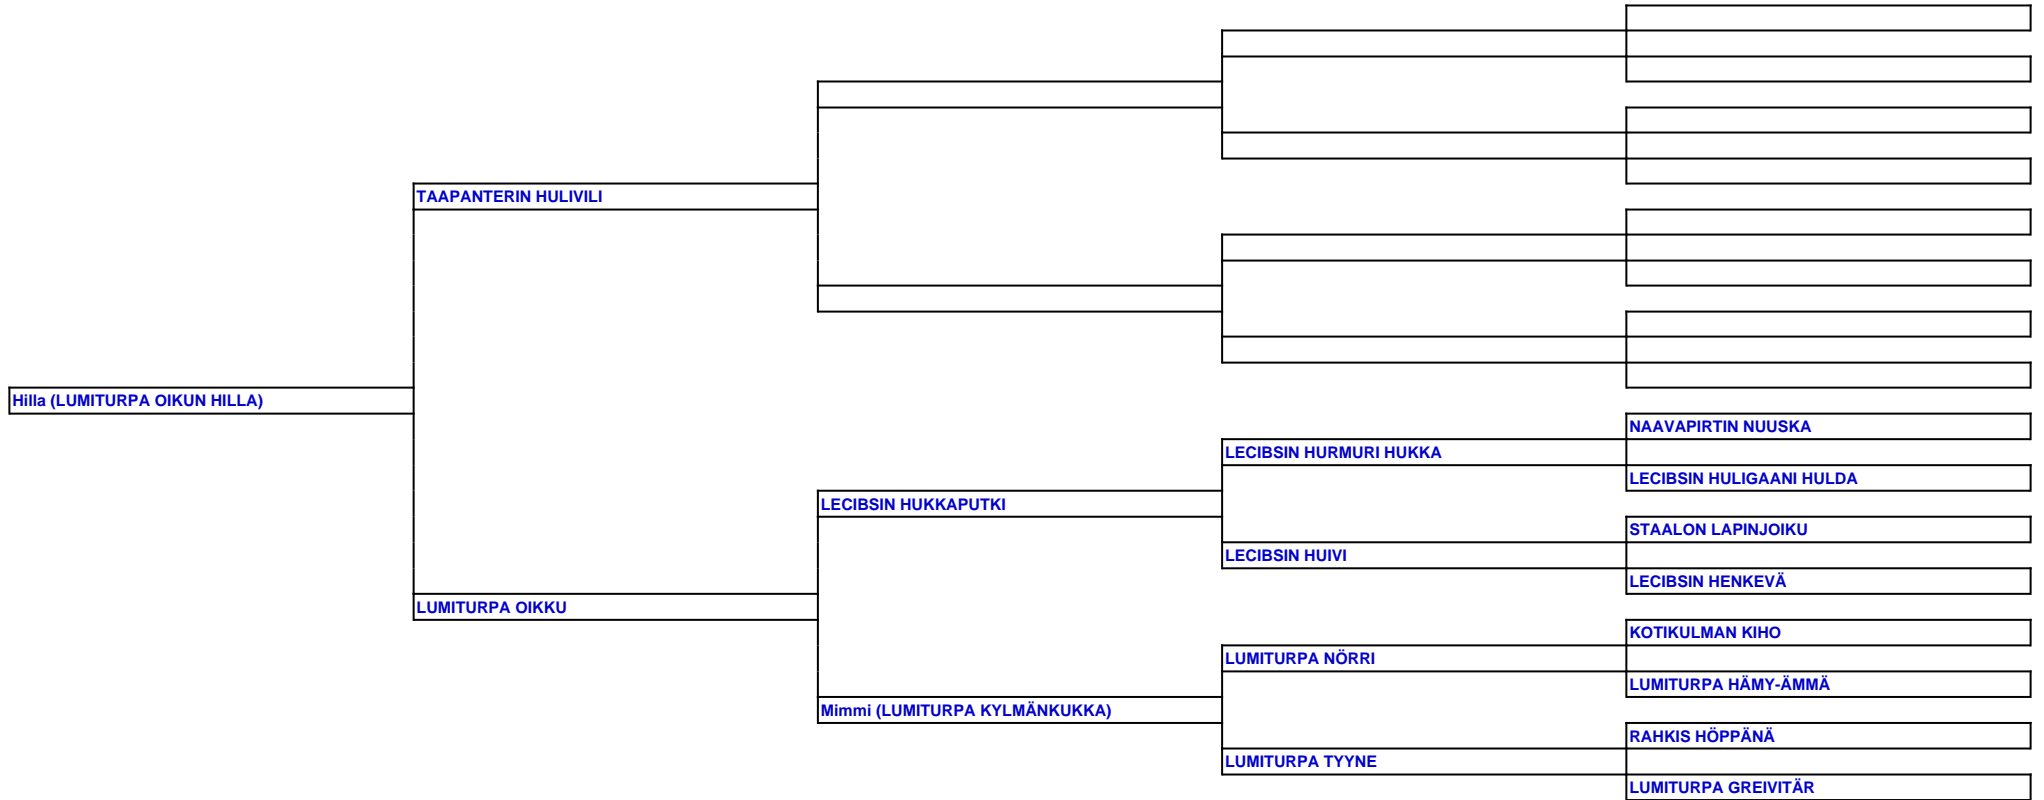 TAAPANTERIN HULIVILI
Hilla (LUMITURPA OIKUN HILLA)
NAAVAPIRTIN NUUSKA
LECIBSIN HURMURI HUKKA
LECIBSIN HULIGAANI HULDA
LECIBSIN HUKKAPUTKI
STAALON LAPINJOIKU
LECIBSIN HUIVI
LECIBSIN HENKEVÄ
LUMITURPA OIKKU
KOTIKULMAN KIHO
LUMITURPA NÖRRI
LUMITURPA HÄMY-ÄMMÄ
Mimmi (LUMITURPA KYLMÄNKUKKA)
RAHKIS HÖPPÄNÄ
LUMITURPA TYYNE
LUMITURPA GREIVITÄR